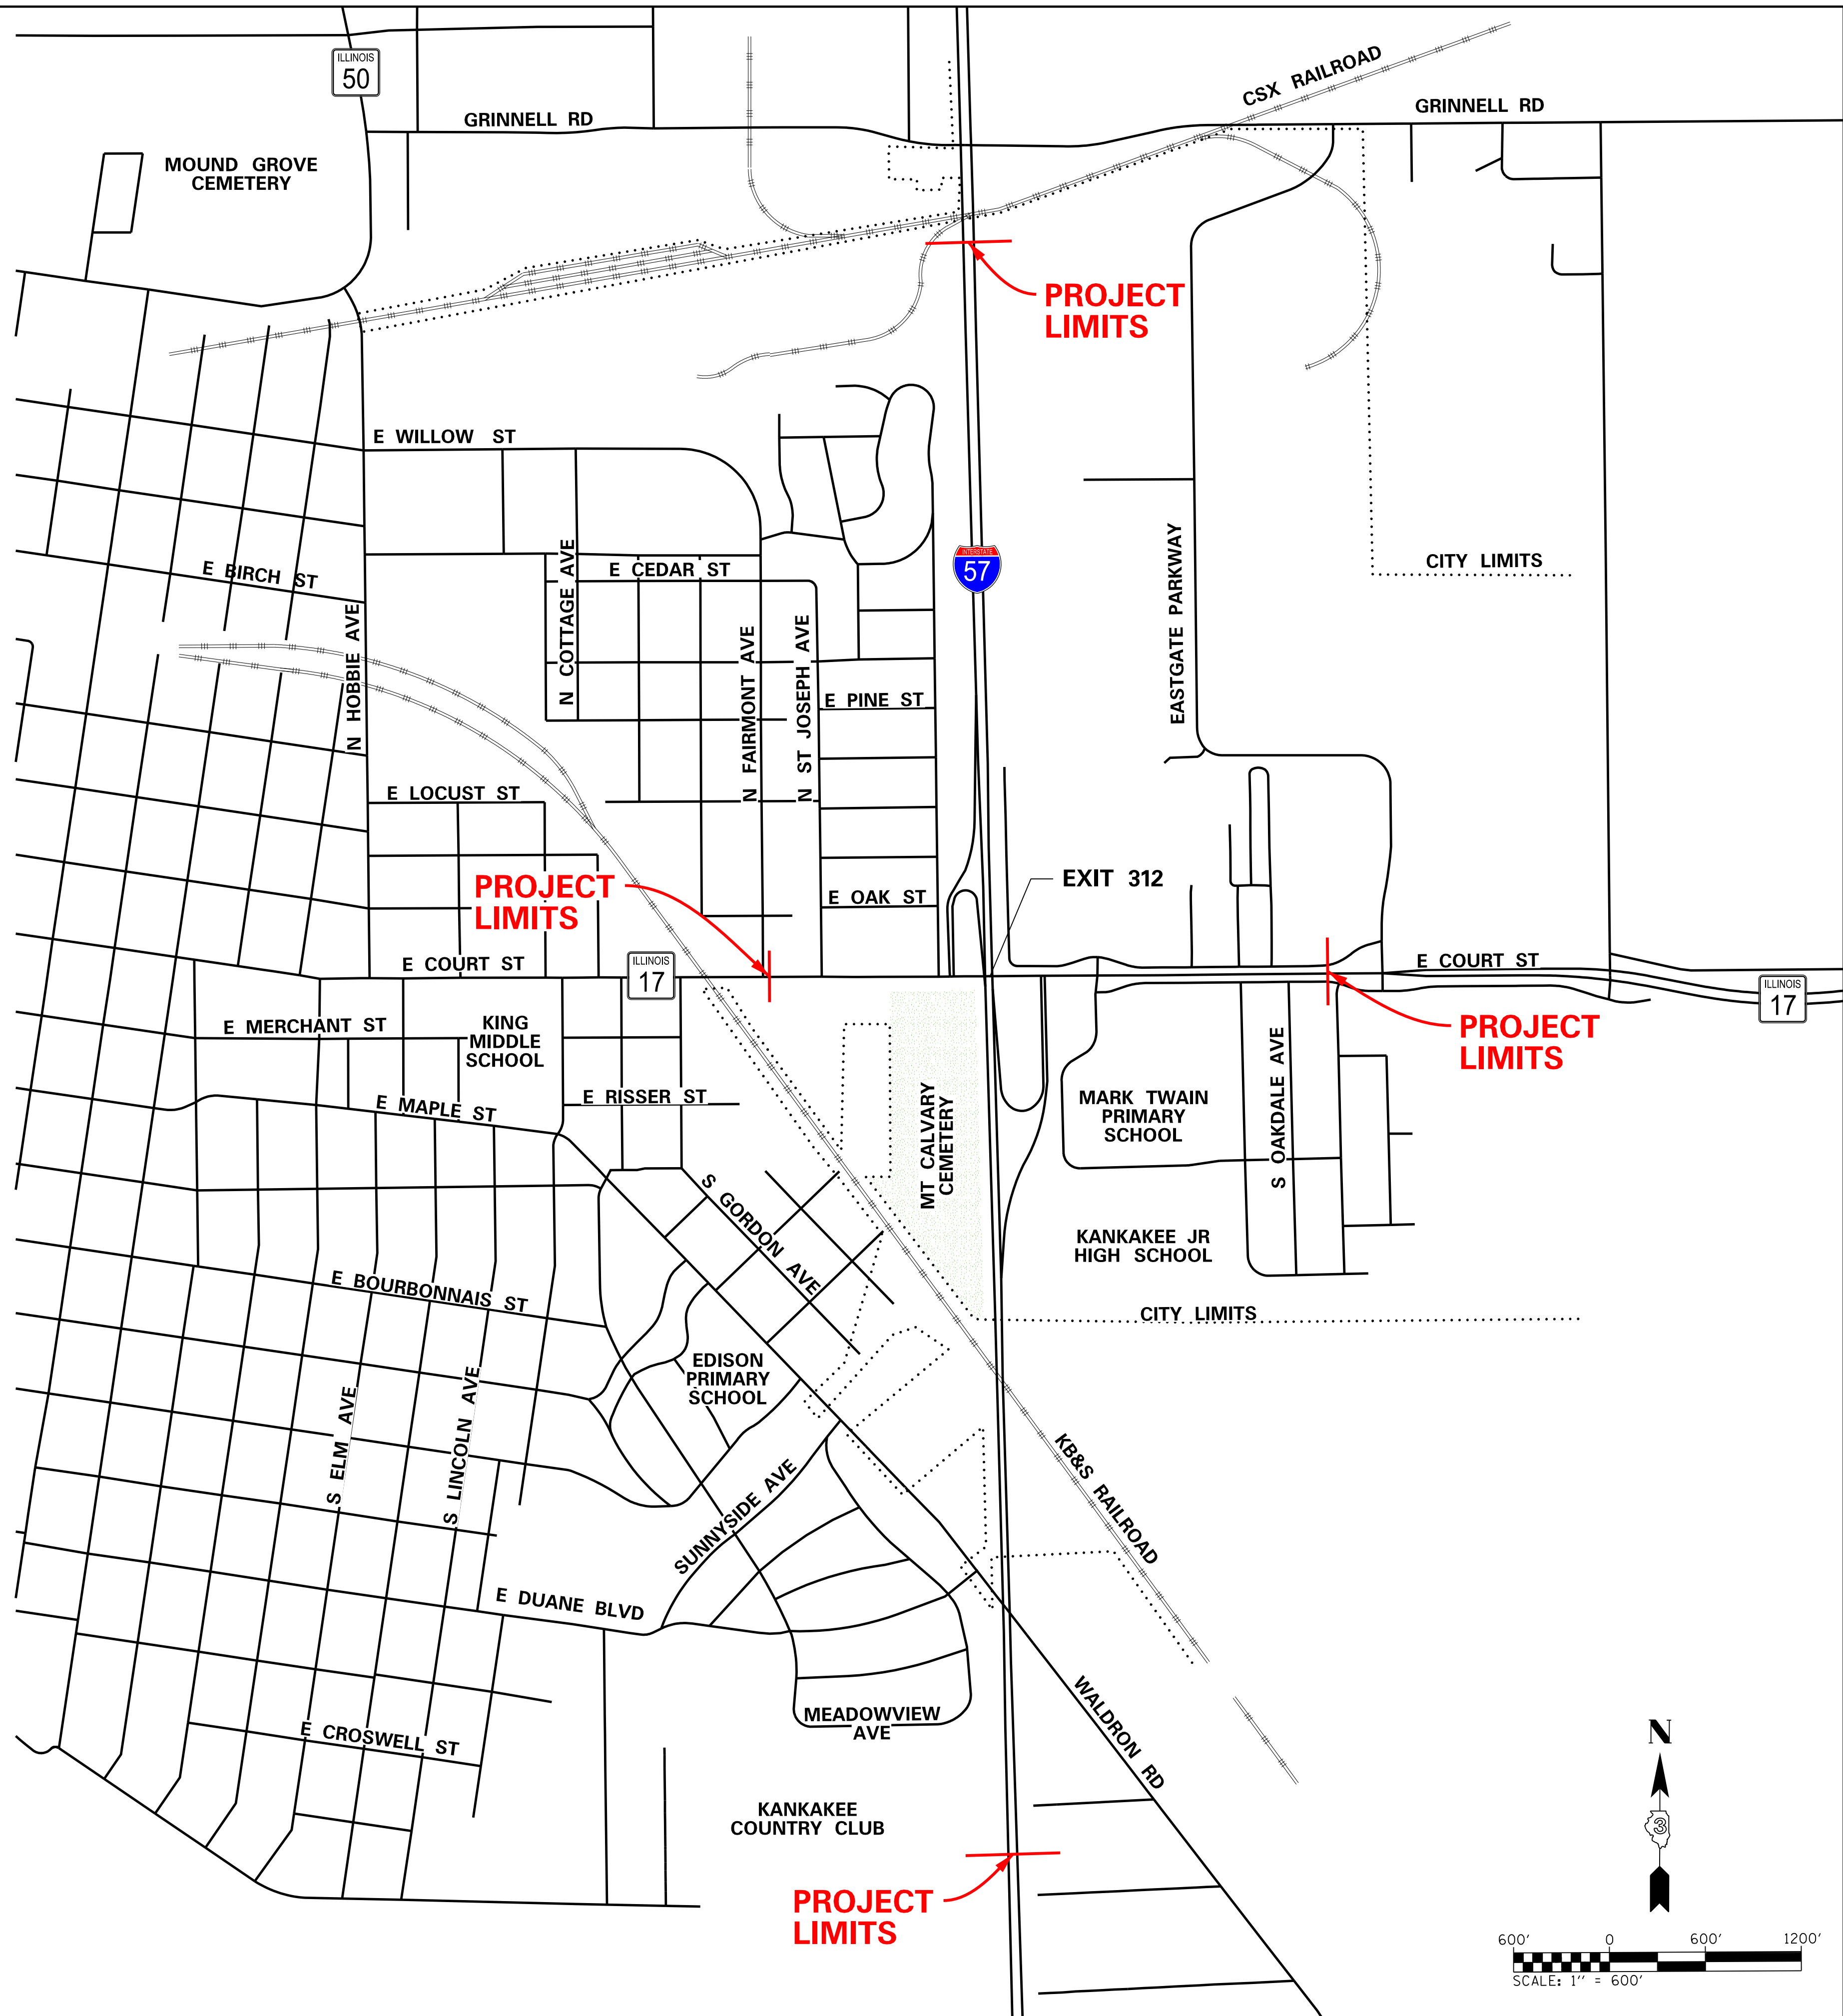 ILLINOIS
50
CSX RAILROAD
GRINNELL RD
GRINNELL RD
MOUND GROVE
CEMETERY
PROJECT
LIMITS
E WILLOW ST
E BIRCH ST
N HOBBIE AVE
N COTTAGE AVE
E CEDAR ST
INTERSTATE
57
EASTGATE PARKWAY
CITY LIMITS
N FAIRMONT AVE
N ST JOSEPH AVE
E PINE ST
E LOCUST ST
PROJECT
LIMITS
E OAK ST
EXIT 312
E COURT ST
ILLINOIS
17
E COURT ST
ILLINOIS
17
E MERCHANT ST
KING
MIDDLE
SCHOOL
PROJECT
LIMITS
E MAPLE ST
E RISSER ST
MT CALVARY
CEMETERY
MARK TWAIN
PRIMARY
SCHOOL
S OAKDALE AVE
S GORDON AVE
KANKAKEE JR
HIGH SCHOOL
E BOURBONNAIS ST
CITY LIMITS
EDISON
PRIMARY
SCHOOL
S ELM AVE
S LINCOLN AVE
SUNNYSIDE AVE
KB&S RAILROAD
E DUANE BLVD
MEADOWVIEW
AVE
WALDRON RD
E CROSWELL ST
KANKAKEE
COUNTRY CLUB
PROJECT
LIMITS
N
3
600' 0 600' 1200'
SCALE: 1" = 600'